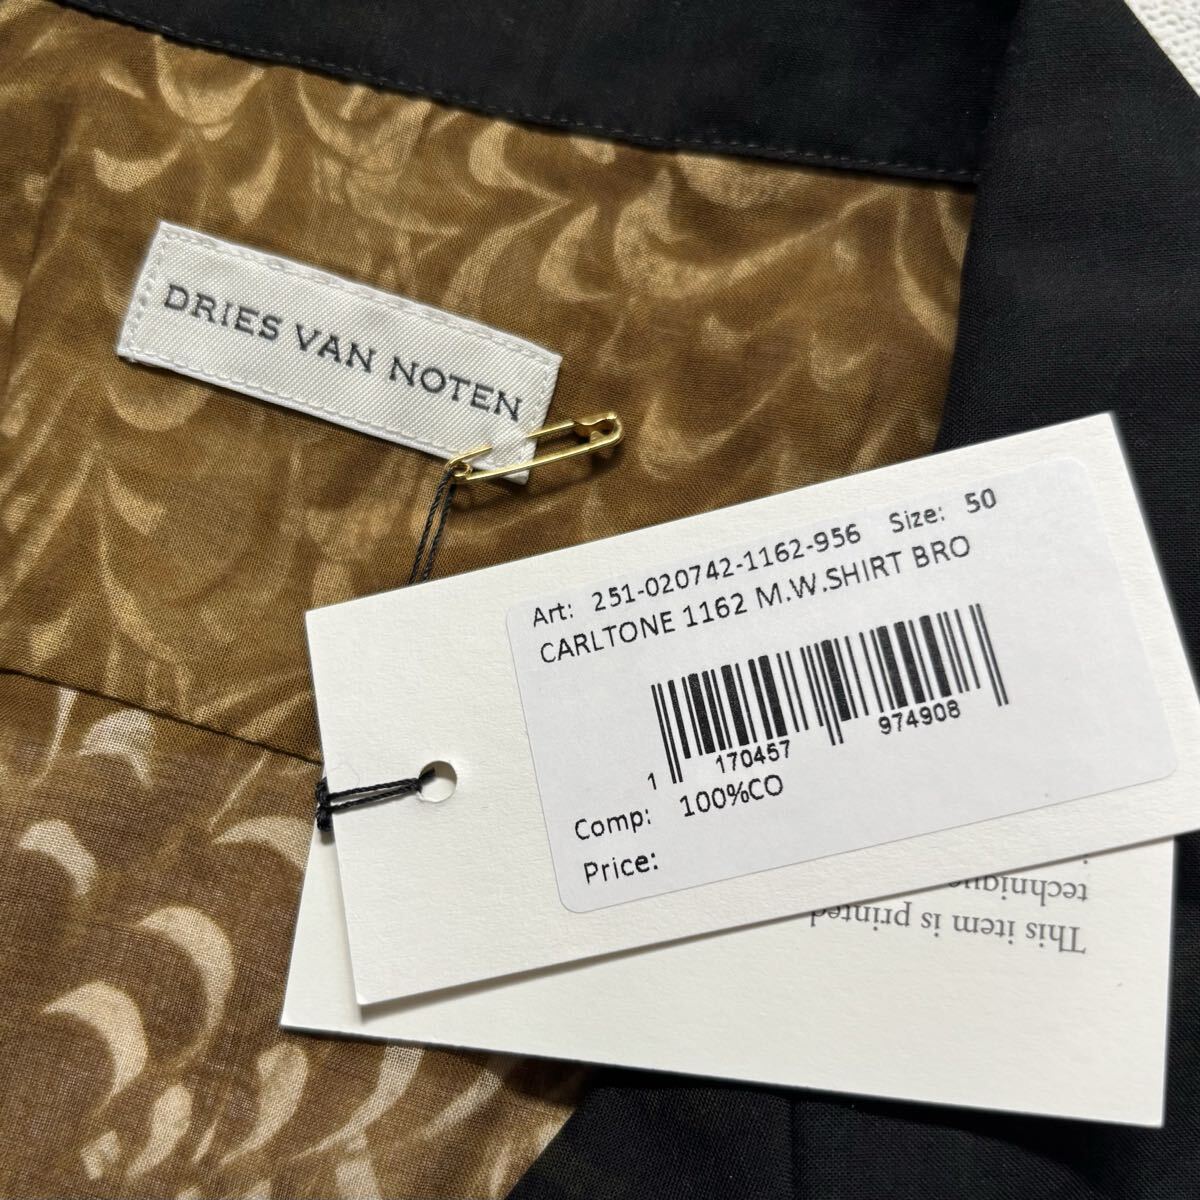 DRIES VAN NOTEN
Art: 251-020742-1162-956 Size: 50
CARLTONE 1162 M.W.SHIRT BRO
1 170457 974908
Comp: 100%CO
Price:
This item is printed
technique